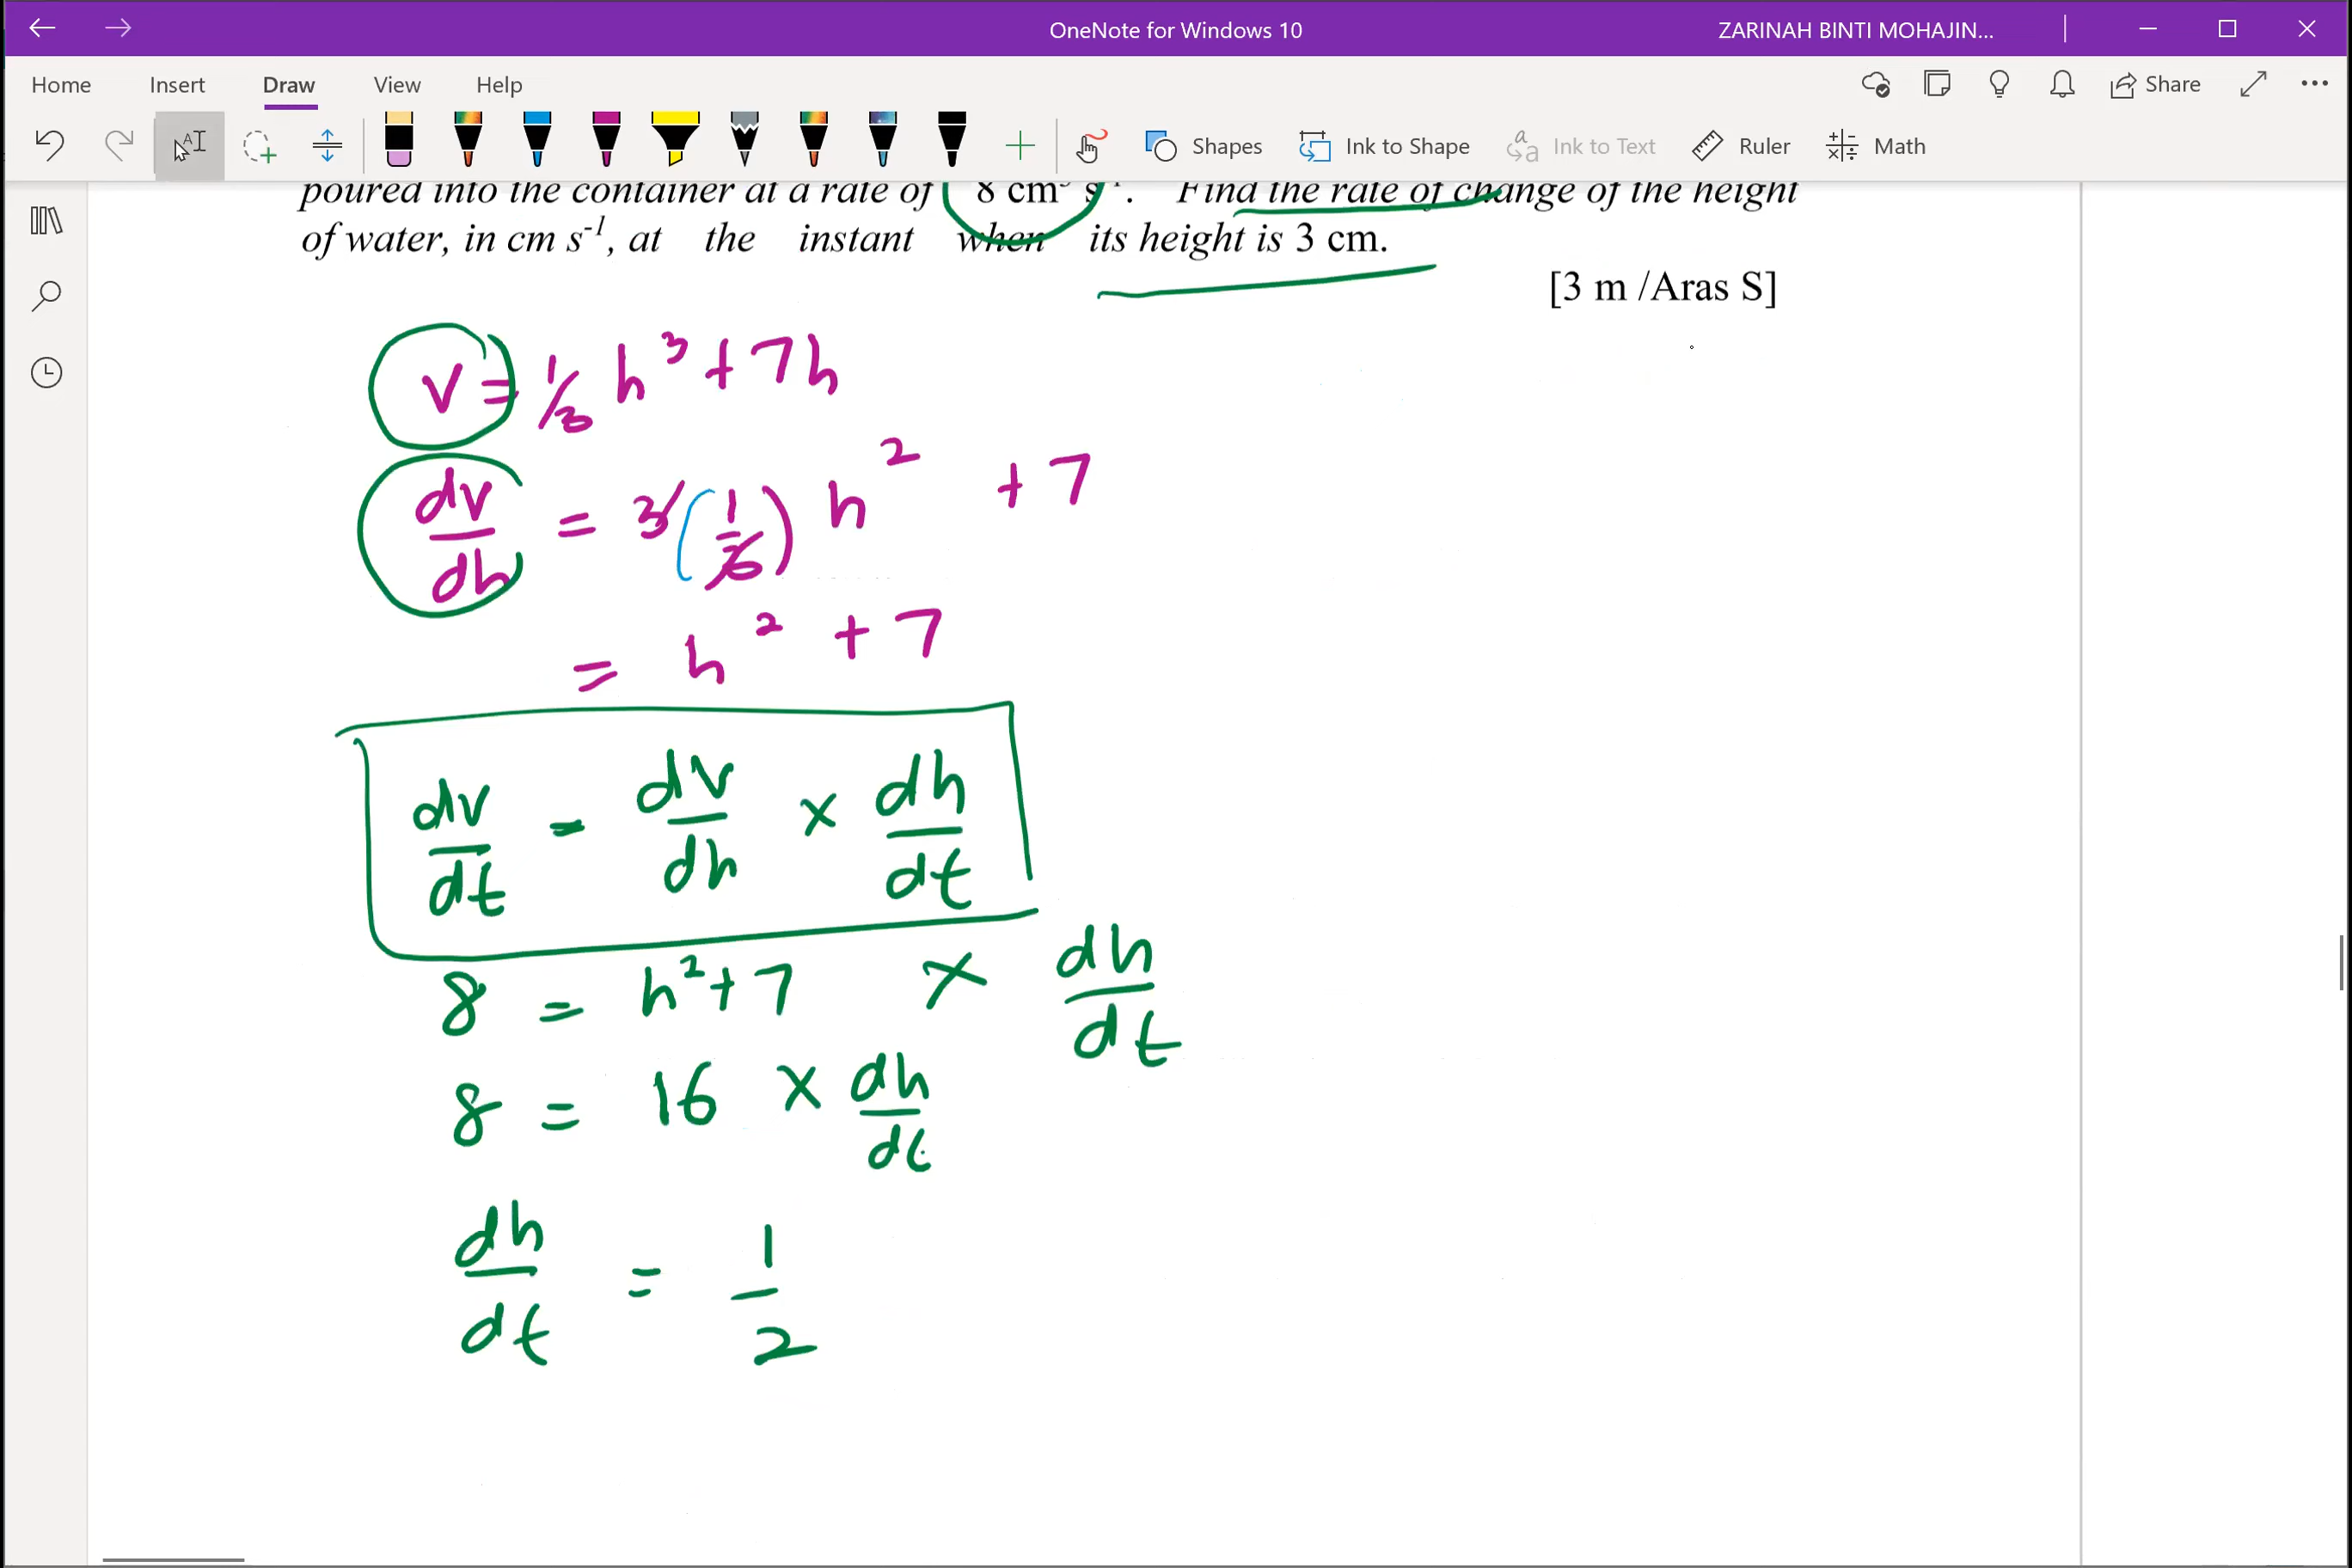 OneNote for Windows 10 ZARINAH BINTI MOHAJIN...
Home Insert Draw View Help Share
Shapes Ink to Shape Ink to Text Ruler Math
poured into the container at a rate of 8 cm³ s⁻¹. Find the rate of change of the height
of water, in cm s⁻¹, at the instant when its height is 3 cm.
[3 m /Aras S]
V = 1/3 h³ + 7h
dV/dh = 3(1/3) h² + 7
= h² + 7
dV/dt = dV/dh × dh/dt
8 = h² + 7 × dh/dt
8 = 16 × dh/dt
dh/dt = 1/2